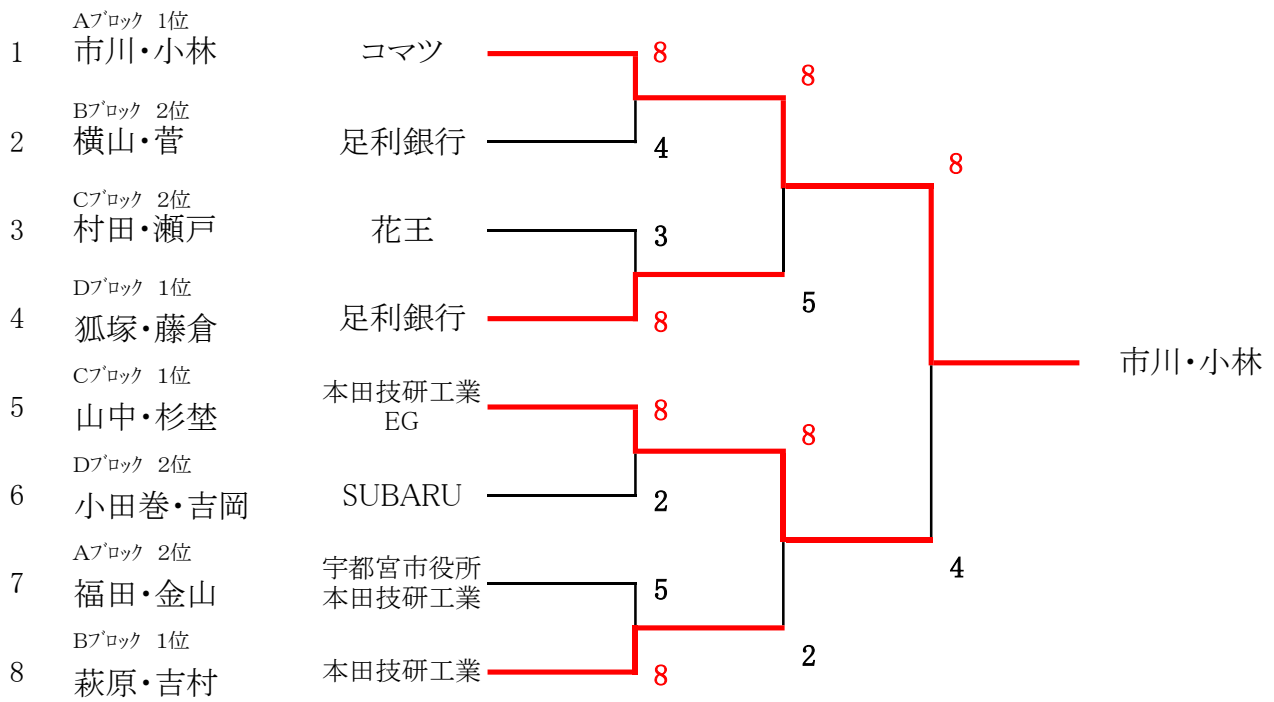 Aブロック 1位
1 市川・小林 コマツ 8
8
Bブロック 2位
2 横山・菅 足利銀行 4
8
Cブロック 2位
3 村田・瀬戸 花王 3
Dブロック 1位
5
4 狐塚・藤倉 足利銀行 8
市川・小林
Cブロック 1位
5 山中・杉埜 本田技研工業 8
EG
8
Dブロック 2位
6 小田巻・吉岡 SUBARU 2
Aブロック 2位
4
7 福田・金山 宇都宮市役所 5
本田技研工業
Bブロック 1位
2
8 萩原・吉村 本田技研工業 8